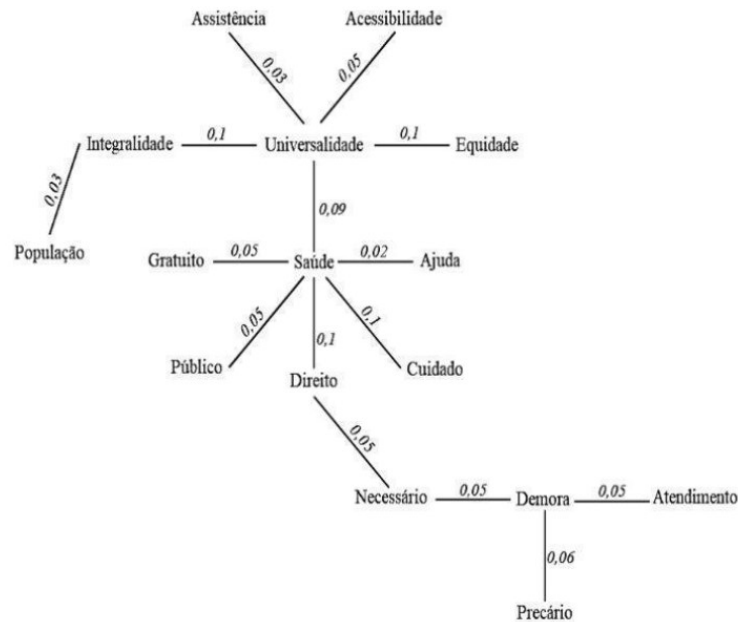 Assistência Acessibilidade
0,03 0,05
Integralidade 0,1 Universalidade 0,1 Equidade
0,03
0,09
População
Gratuito 0,05 Saúde 0,02 Ajuda
0,05 0,1 0,1
Público Direito Cuidado
0,05
Necessário 0,05 Demora 0,05 Atendimento
0,06
Precário